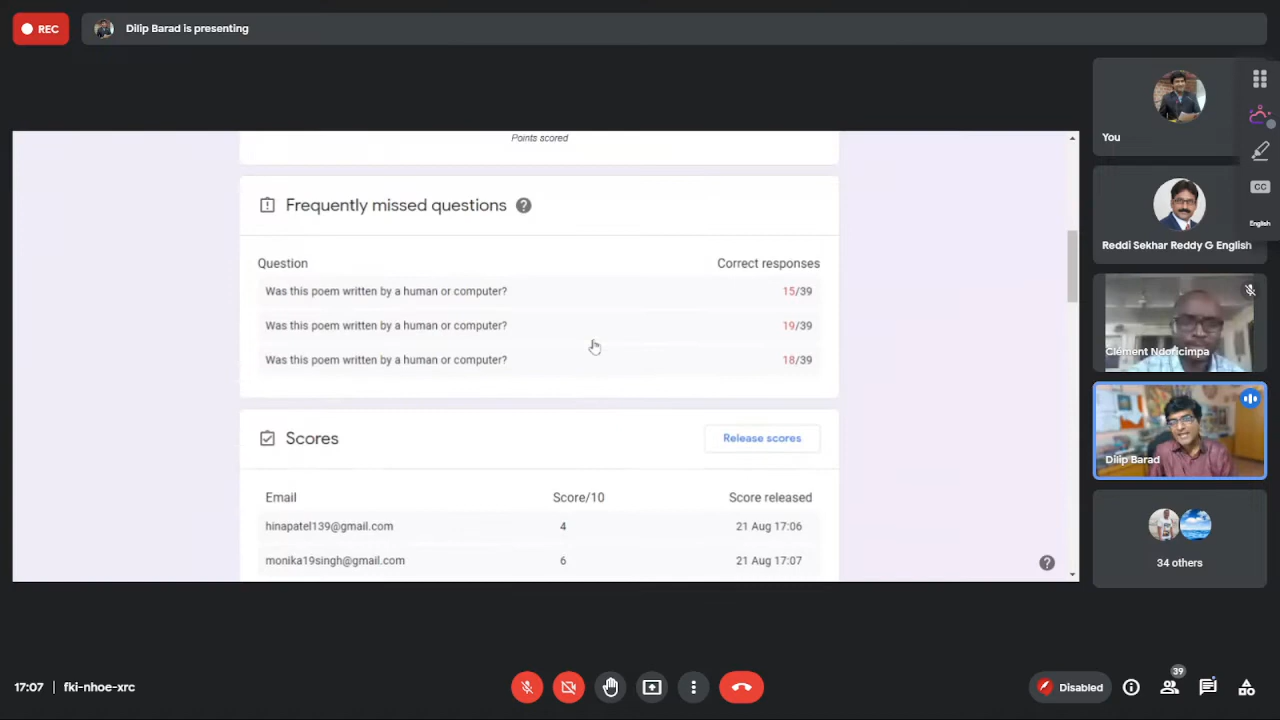 REC
Dilip Barad is presenting
You
Reddi Sekhar Reddy G English
CC
English
Clément Ndoricimpa
Dilip Barad
34 others
Points scored
Frequently missed questions
Question Correct responses
Was this poem written by a human or computer? 15/39
Was this poem written by a human or computer? 19/39
Was this poem written by a human or computer? 18/39
Scores Release scores
Email Score/10 Score released
hinapatel139@gmail.com 4 21 Aug 17:06
monika19singh@gmail.com 6 21 Aug 17:07
17:07 | fki-nhoe-xrc
Disabled
39